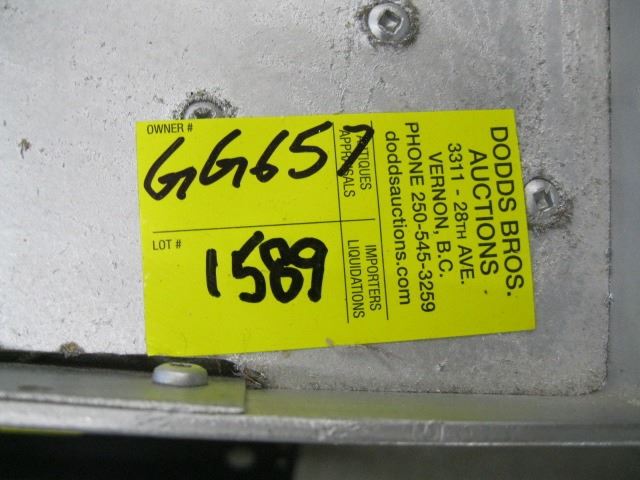 OWNER #
GG657
LOT #
1589
ANTIQUES
APPRAISALS
IMPORTERS
LIQUIDATIONS
DODDS BROS.
AUCTIONS
3311 - 28TH AVE.
VERNON, B.C.
PHONE 250-545-3259
doddsauctions.com